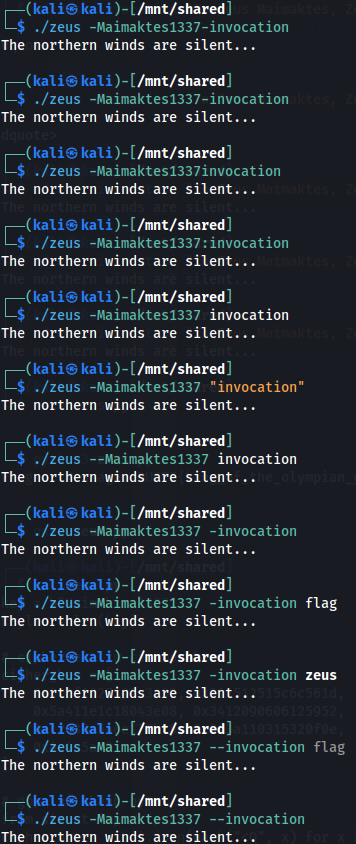 ┌──(kali㉿kali)-[/mnt/shared]
└─$ ./zeus -Maimaktes1337-invocation
The northern winds are silent...
┌──(kali㉿kali)-[/mnt/shared]
└─$ ./zeus -Maimaktes1337-invocation
The northern winds are silent...
┌──(kali㉿kali)-[/mnt/shared]
└─$ ./zeus -Maimaktes1337invocation
The northern winds are silent...
┌──(kali㉿kali)-[/mnt/shared]
└─$ ./zeus -Maimaktes1337:invocation
The northern winds are silent...
┌──(kali㉿kali)-[/mnt/shared]
└─$ ./zeus -Maimaktes1337 invocation
The northern winds are silent...
┌──(kali㉿kali)-[/mnt/shared]
└─$ ./zeus -Maimaktes1337 "invocation"
The northern winds are silent...
┌──(kali㉿kali)-[/mnt/shared]
└─$ ./zeus --Maimaktes1337 invocation
The northern winds are silent...
┌──(kali㉿kali)-[/mnt/shared]
└─$ ./zeus -Maimaktes1337 -invocation
The northern winds are silent...
┌──(kali㉿kali)-[/mnt/shared]
└─$ ./zeus -Maimaktes1337 -invocation flag
The northern winds are silent...
┌──(kali㉿kali)-[/mnt/shared]
└─$ ./zeus -Maimaktes1337 -invocation zeus
The northern winds are silent...
┌──(kali㉿kali)-[/mnt/shared]
└─$ ./zeus -Maimaktes1337 --invocation flag
The northern winds are silent...
┌──(kali㉿kali)-[/mnt/shared]
└─$ ./zeus -Maimaktes1337 --invocation
The northern winds are silent...